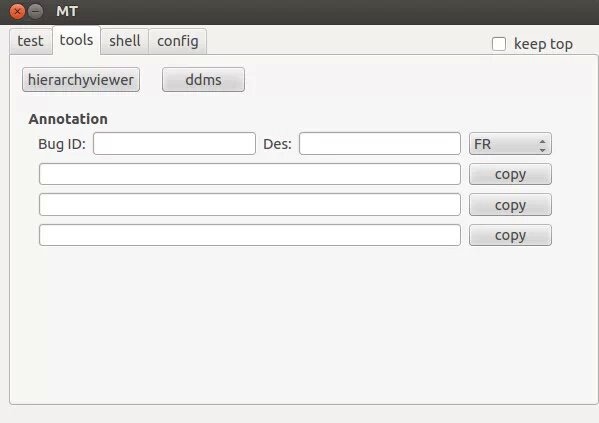 MT
test tools shell config keep top
hierarchyviewer ddms
Annotation
Bug ID: Des: FR
copy
copy
copy